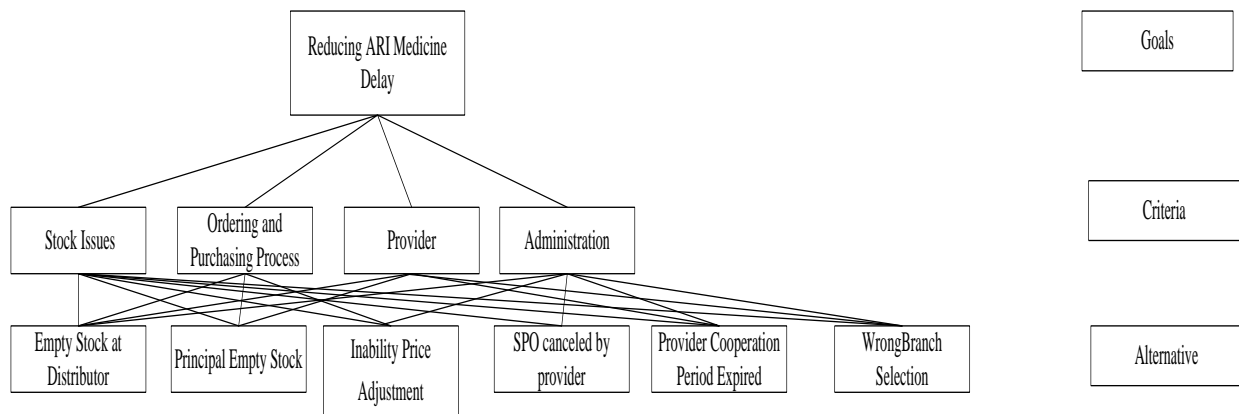 Reducing ARI Medicine
Delay
Goals
Stock Issues
Ordering and
Purchasing Process
Provider
Administration
Criteria
Empty Stock at
Distributor
Principal Empty Stock
Inability Price
Adjustment
SPO canceled by
provider
Provider Cooperation
Period Expired
WrongBranch
Selection
Alternative